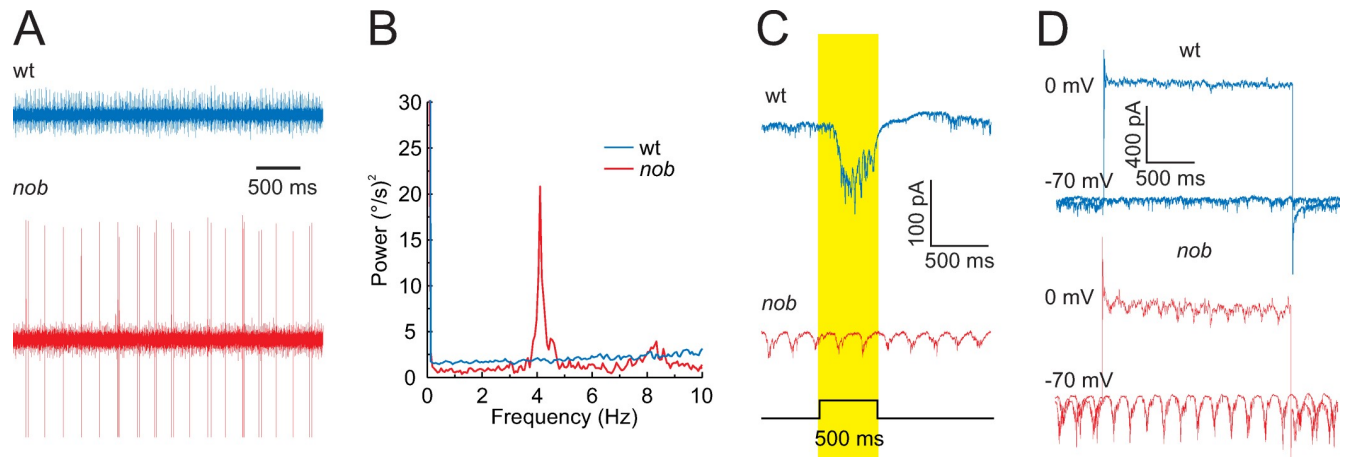 A
wt
500 ms
nob
B
30
25
20
15
10
5
0
Power (°/s)²
wt
nob
0 2 4 6 8 10
Frequency (Hz)
C
wt
100 pA
500 ms
nob
500 ms
D
wt
0 mV
400 pA
500 ms
-70 mV
nob
0 mV
-70 mV